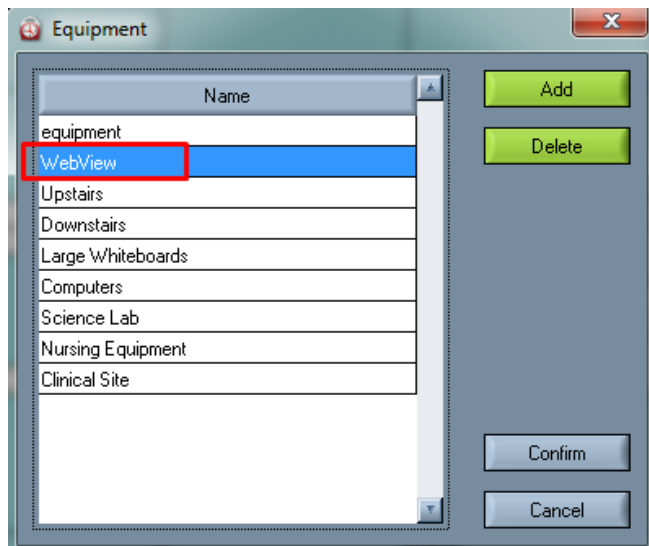 Equipment
Name
equipment
WebView
Upstairs
Downstairs
Large Whiteboards
Computers
Science Lab
Nursing Equipment
Clinical Site
Add
Delete
Confirm
Cancel